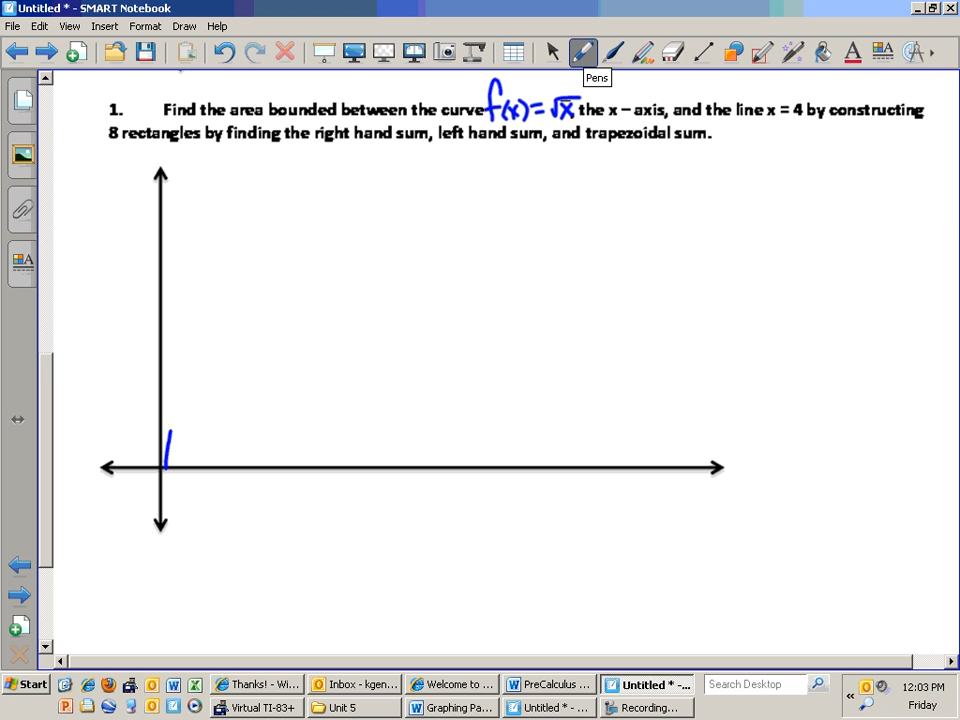 Untitled * - SMART Notebook
File Edit View Insert Format Draw Help
Pens
1. Find the area bounded between the curve f(x) = √x the x – axis, and the line x = 4 by constructing
8 rectangles by finding the right hand sum, left hand sum, and trapezoidal sum.
Start Thanks! - Wi... Inbox - kgen... Welcome to ... PreCalculus ... Untitled * -... Search Desktop 12:03 PM
Virtual TI-83+ Unit 5 Graphing Pa... Untitled * - ... Recording... Friday